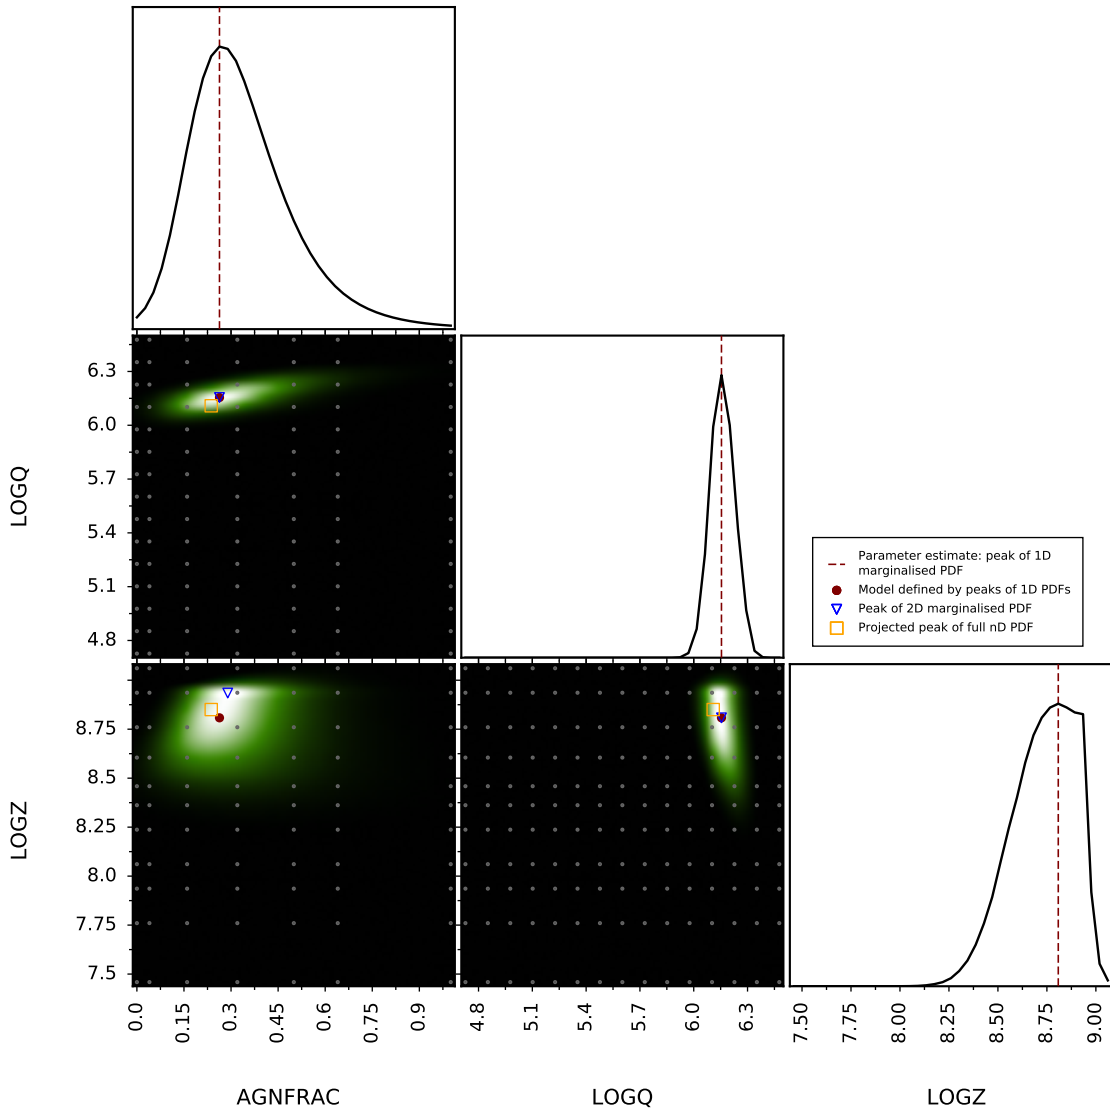 LOGQ
6.3
6.0
5.7
5.4
5.1
4.8
Parameter estimate: peak of 1D
marginalised PDF
Model defined by peaks of 1D PDFs
Peak of 2D marginalised PDF
Projected peak of full nD PDF
LOGZ
8.75
8.5
8.25
8.0
7.75
7.5
0.0 0.15 0.3 0.45 0.6 0.75 0.9
4.8 5.1 5.4 5.7 6.0 6.3
7.50 7.75 8.00 8.25 8.50 8.75 9.00
AGNFRAC LOGQ LOGZ